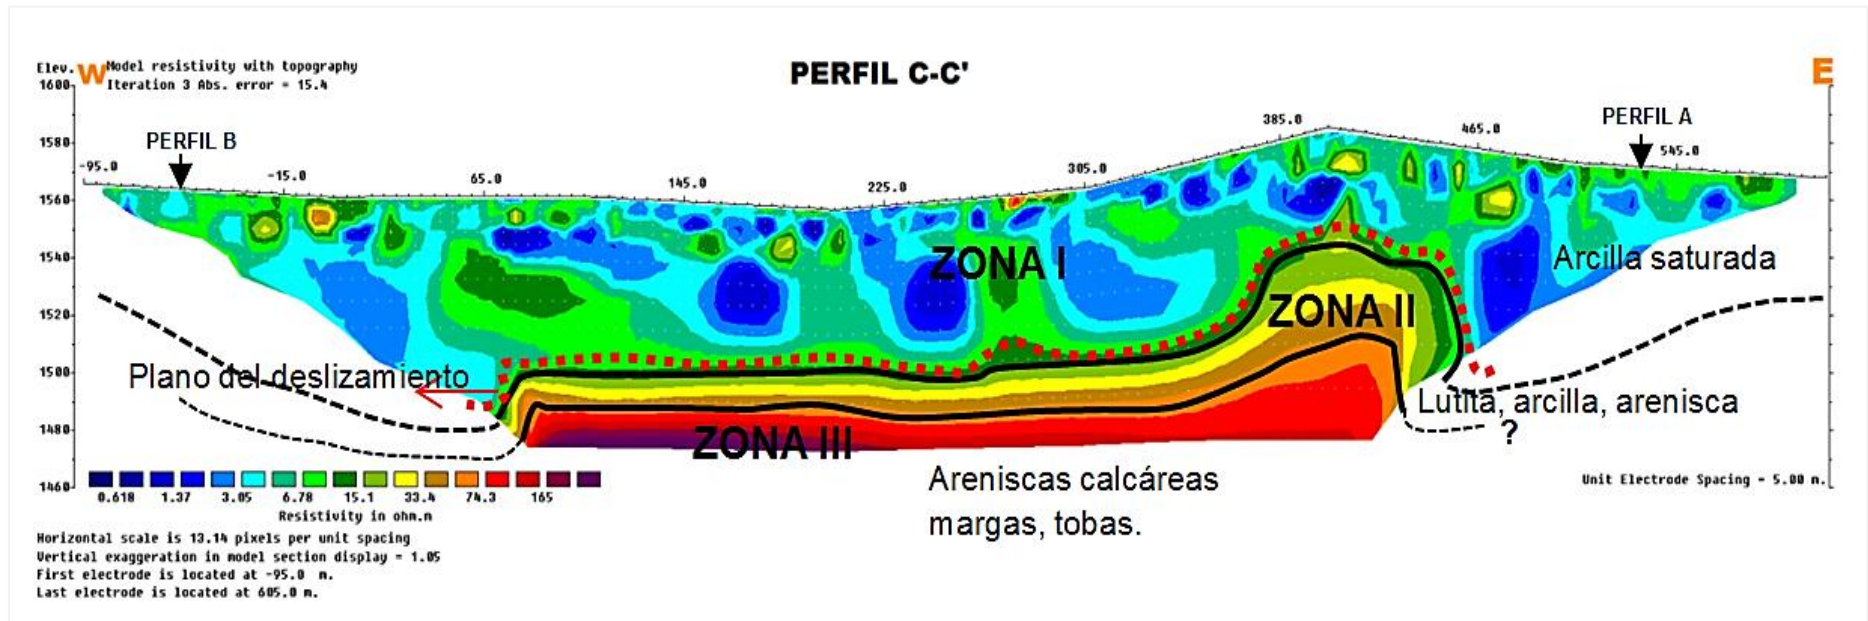 Elev. W Model resistivity with topography
Iteration 3 Abs. error = 15.4
PERFIL C-C'
E
1600
1580
1560
1540
1520
1500
1480
1460
PERFIL B
PERFIL A
-95.0
-15.0
65.0
145.0
225.0
305.0
385.0
465.0
545.0
ZONA I
Arcilla saturada
ZONA II
Plano del deslizamiento
Lutita, arcilla, arenisca
?
ZONA III
Areniscas calcáreas
margas, tobas.
0.618 1.37 3.05 6.78 15.1 33.4 74.3 165
Resistivity in ohm.m
Unit Electrode Spacing = 5.00 m.
Horizontal scale is 13.14 pixels per unit spacing
Vertical exaggeration in model section display = 1.05
First electrode is located at -95.0 m.
Last electrode is located at 605.0 m.